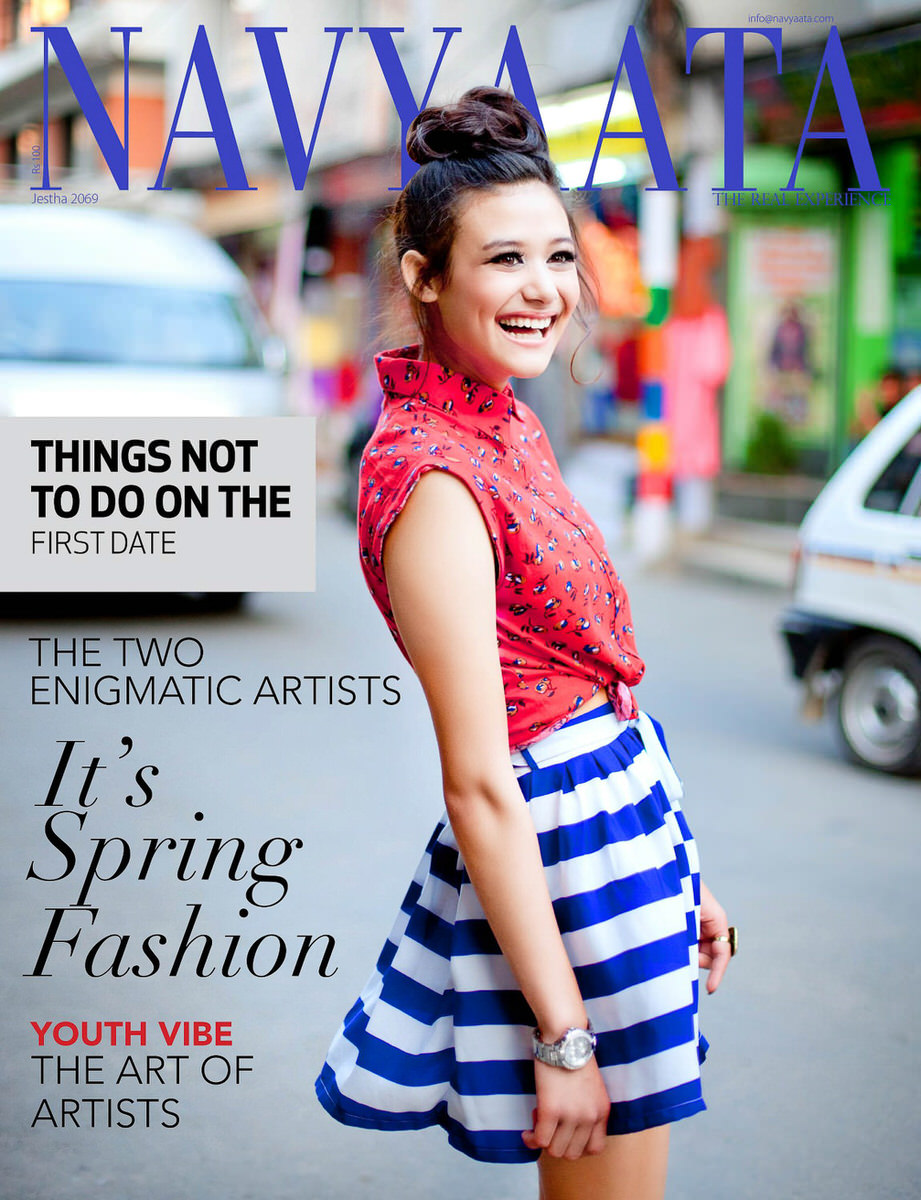 info@navyaata.com
NAVYAATA
Rs 100
Jestha 2069
THE REAL EXPERIENCE
THINGS NOT
TO DO ON THE
FIRST DATE
THE TWO
ENIGMATIC ARTISTS
It's
Spring
Fashion
YOUTH VIBE
THE ART OF
ARTISTS